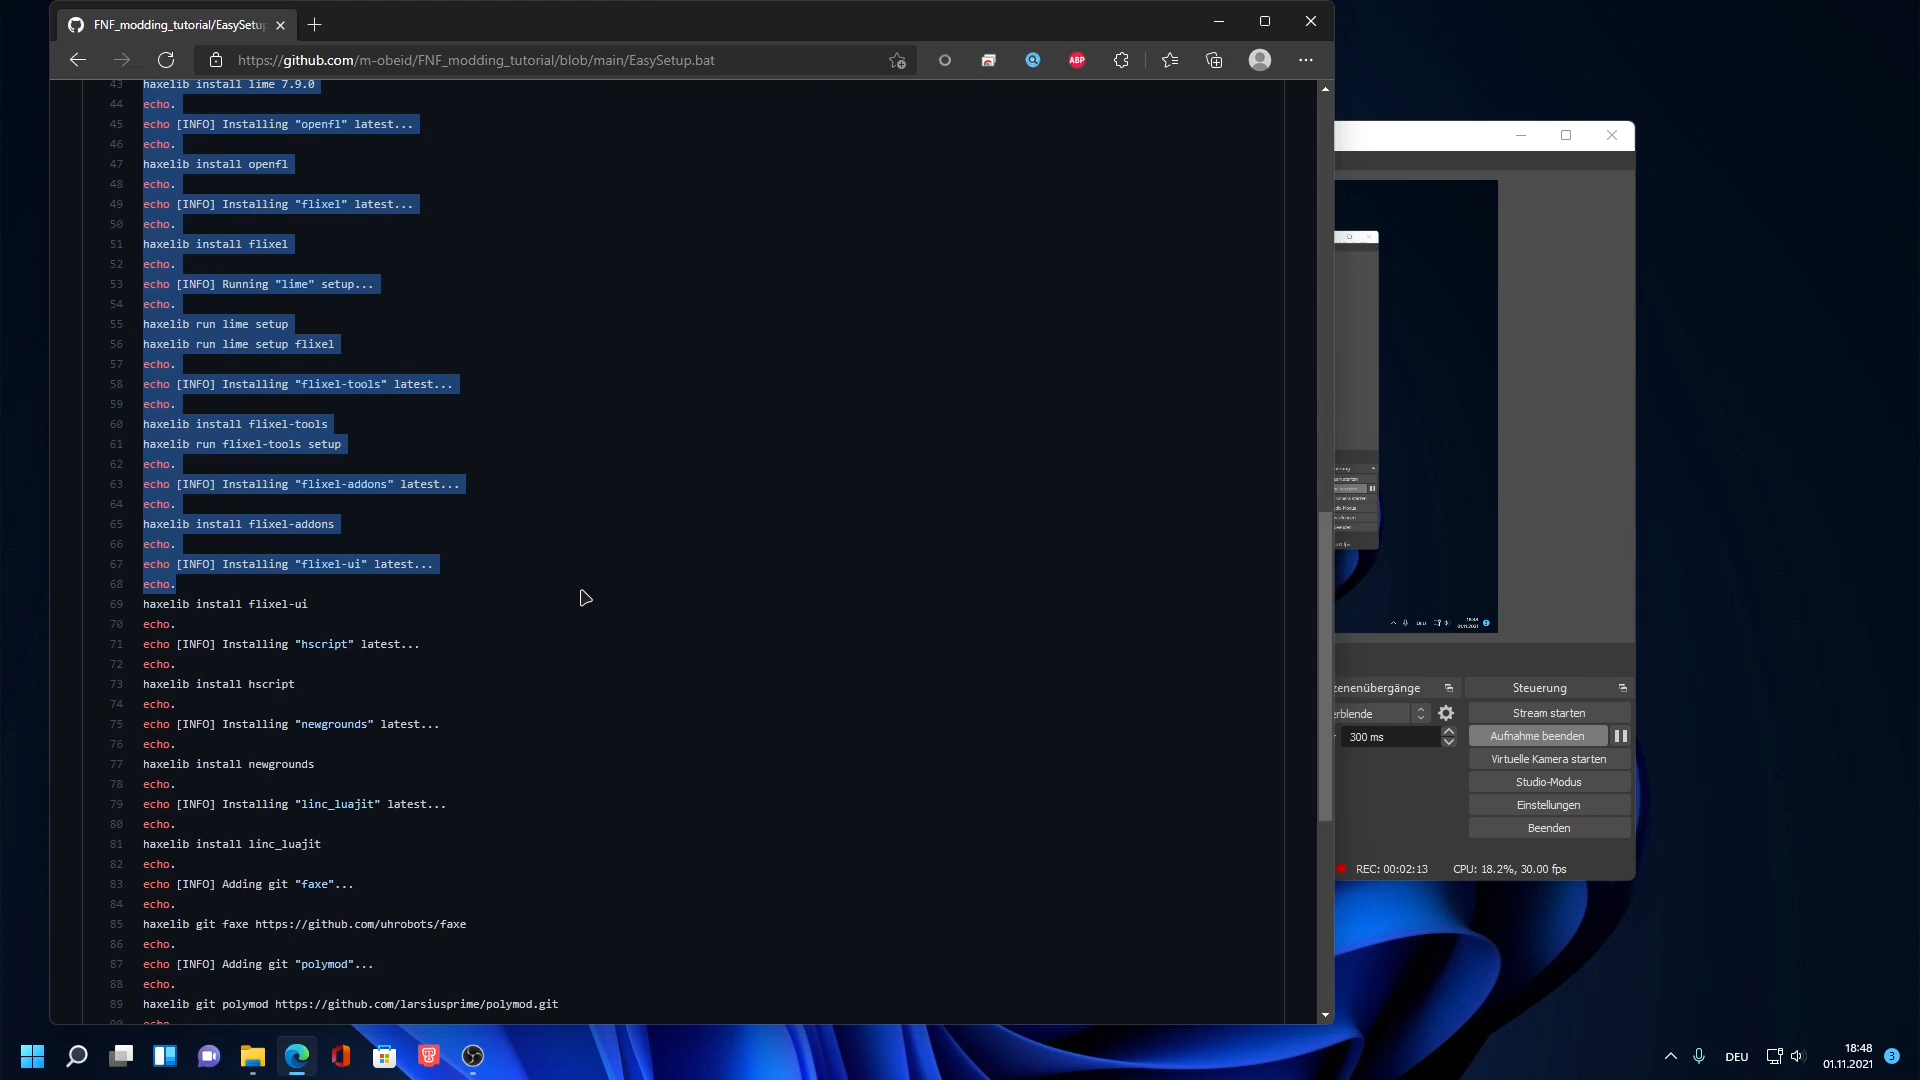 FNF_modding_tutorial/EasySetup
https://github.com/m-obeid/FNF_modding_tutorial/blob/main/EasySetup.bat
ABP
43 haxelib install lime 7.9.0
44 echo.
45 echo [INFO] Installing "openfl" latest...
46 echo.
47 haxelib install openfl
48 echo.
49 echo [INFO] Installing "flixel" latest...
50 echo.
51 haxelib install flixel
52 echo.
53 echo [INFO] Running "lime" setup...
54 echo.
55 haxelib run lime setup
56 haxelib run lime setup flixel
57 echo.
58 echo [INFO] Installing "flixel-tools" latest...
59 echo.
60 haxelib install flixel-tools
61 haxelib run flixel-tools setup
62 echo.
63 echo [INFO] Installing "flixel-addons" latest...
64 echo.
65 haxelib install flixel-addons
66 echo.
67 echo [INFO] Installing "flixel-ui" latest...
68 echo.
69 haxelib install flixel-ui
70 echo.
71 echo [INFO] Installing "hscript" latest...
72 echo.
73 haxelib install hscript
74 echo.
75 echo [INFO] Installing "newgrounds" latest...
76 echo.
77 haxelib install newgrounds
78 echo.
79 echo [INFO] Installing "linc_luajit" latest...
80 echo.
81 haxelib install linc_luajit
82 echo.
83 echo [INFO] Adding git "faxe"...
84 echo.
85 haxelib git faxe https://github.com/uhrobots/faxe
86 echo.
87 echo [INFO] Adding git "polymod"...
88 echo.
89 haxelib git polymod https://github.com/larsiusprime/polymod.git
90 echo.
zenenübergänge
erblende
300 ms
Steuerung
Stream starten
Aufnahme beenden
Virtuelle Kamera starten
Studio-Modus
Einstellungen
Beenden
REC: 00:02:13 CPU: 18.2%, 30.00 fps
DEU
18:48
01.11.2021
3